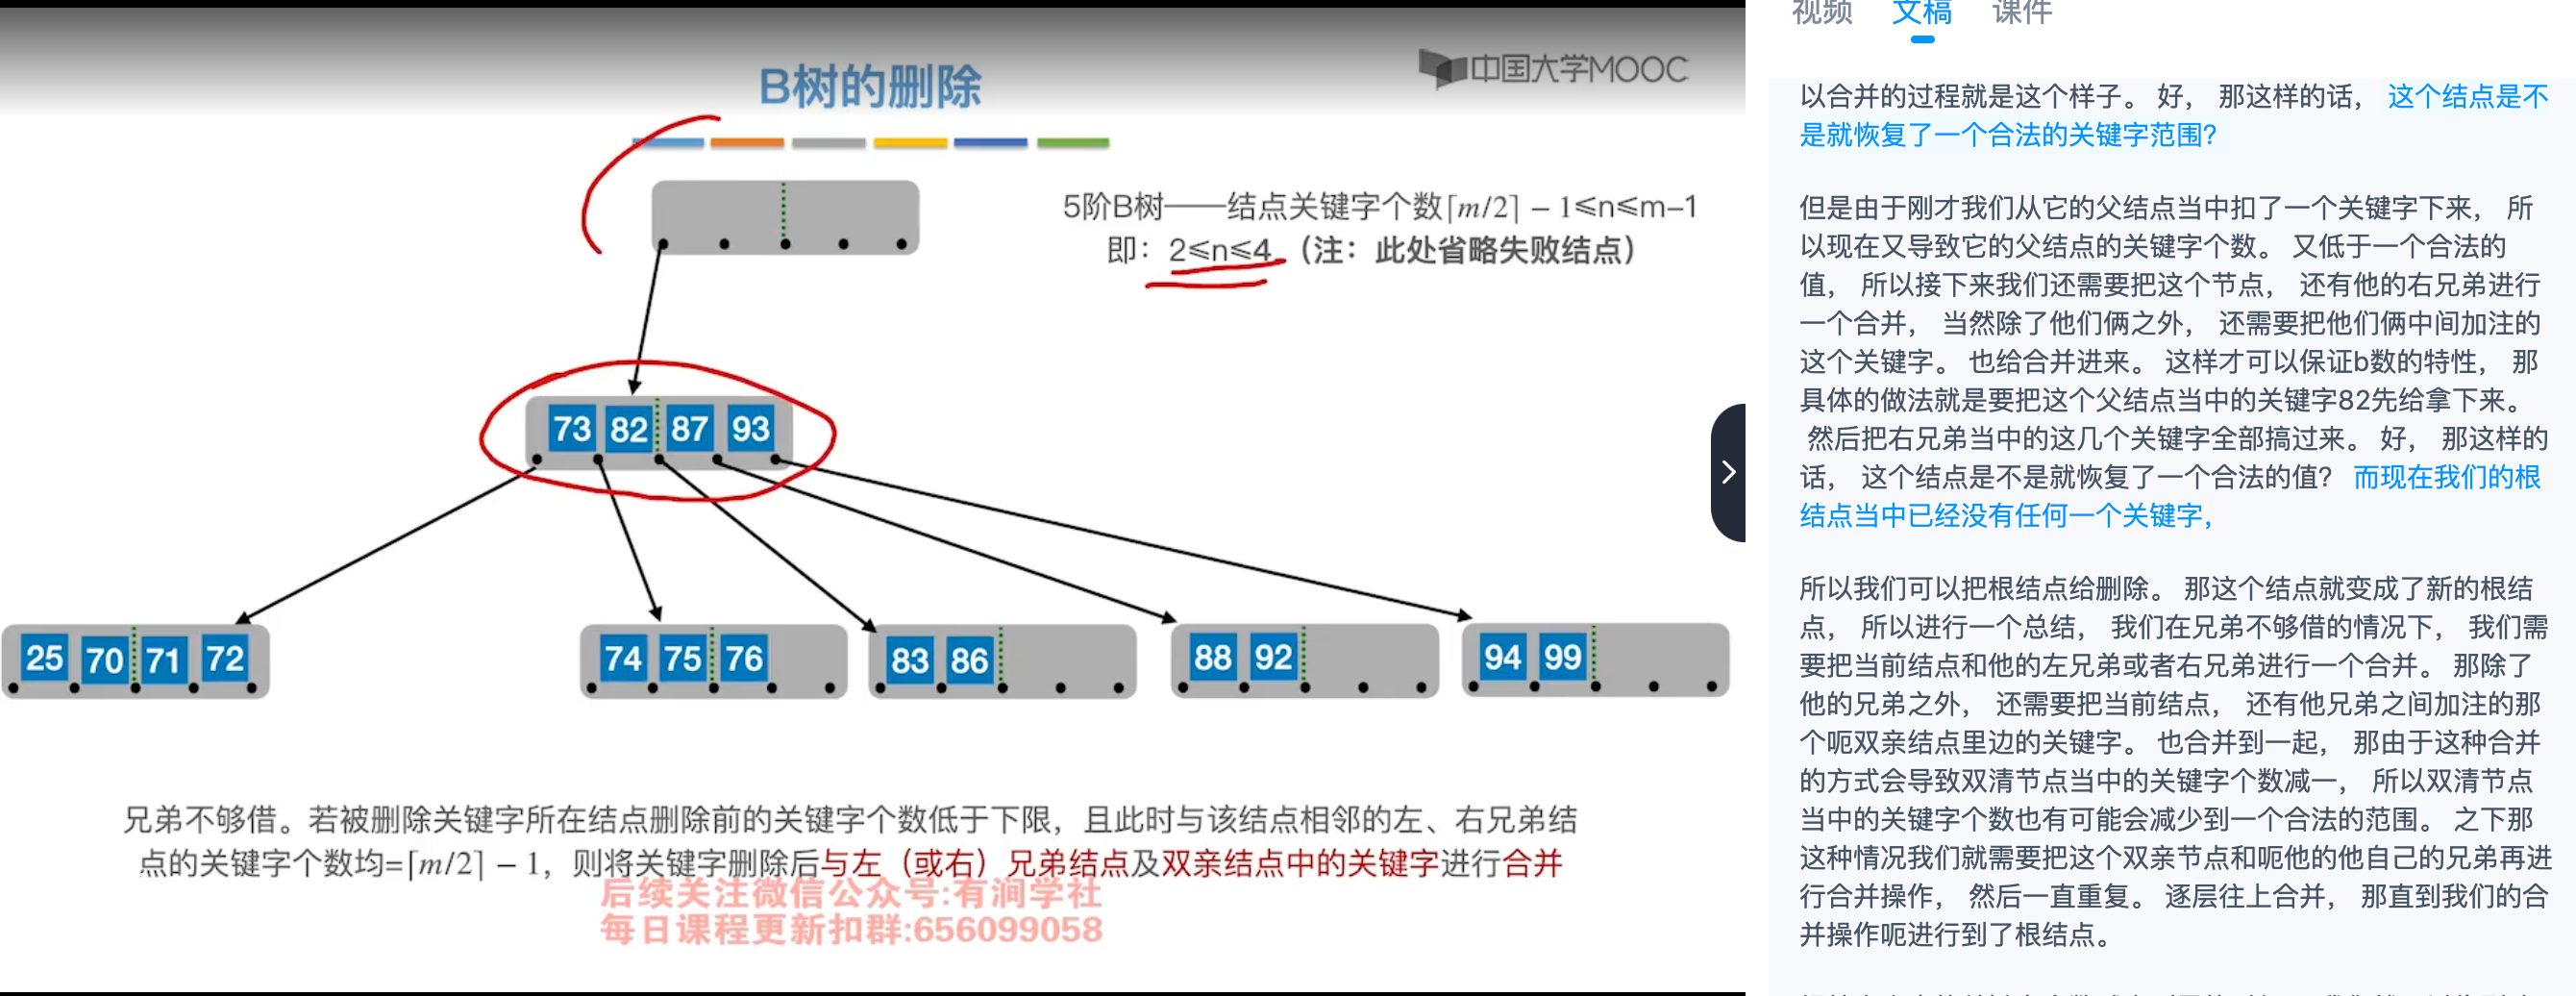 B树的删除
中国大学MOOC
5阶B树——结点关键字个数⌈m/2⌉ − 1⩽n⩽m–1
即：2⩽n⩽4（注：此处省略失败结点）
73 82 87 93
25 70 71 72
74 75 76
83 86
88 92
94 99
兄弟不够借。若被删除关键字所在结点删除前的关键字个数低于下限，且此时与该结点相邻的左、右兄弟结
点的关键字个数均=⌈m/2⌉ − 1，则将关键字删除后与左（或右）兄弟结点及双亲结点中的关键字进行合并
后续关注微信公众号:有涧学社
每日课程更新扣群:656099058
视频 文稿 课件
以合并的过程就是这个样子。 好， 那这样的话， 这个结点是不
是就恢复了一个合法的关键字范围？
但是由于刚才我们从它的父结点当中扣了一个关键字下来， 所
以现在又导致它的父结点的关键字个数。 又低于一个合法的
值， 所以接下来我们还需要把这个节点， 还有他的右兄弟进行
一个合并， 当然除了他们俩之外， 还需要把他们俩中间加注的
这个关键字。 也给合并进来。 这样才可以保证b数的特性， 那
具体的做法就是要把这个父结点当中的关键字82先给拿下来。
然后把右兄弟当中的这几个关键字全部搞过来。 好， 那这样的
话， 这个结点是不是就恢复了一个合法的值？ 而现在我们的根
结点当中已经没有任何一个关键字，
所以我们可以把根结点给删除。 那这个结点就变成了新的根结
点， 所以进行一个总结， 我们在兄弟不够借的情况下， 我们需
要把当前结点和他的左兄弟或者右兄弟进行一个合并。 那除了
他的兄弟之外， 还需要把当前结点， 还有他兄弟之间加注的那
个呃双亲结点里边的关键字。 也合并到一起， 那由于这种合并
的方式会导致双清节点当中的关键字个数减一， 所以双清节点
当中的关键字个数也有可能会减少到一个合法的范围。 之下那
这种情况我们就需要把这个双亲节点和呃他的他自己的兄弟再进
行合并操作， 然后一直重复。 逐层往上合并， 那直到我们的合
并操作呃进行到了根结点。